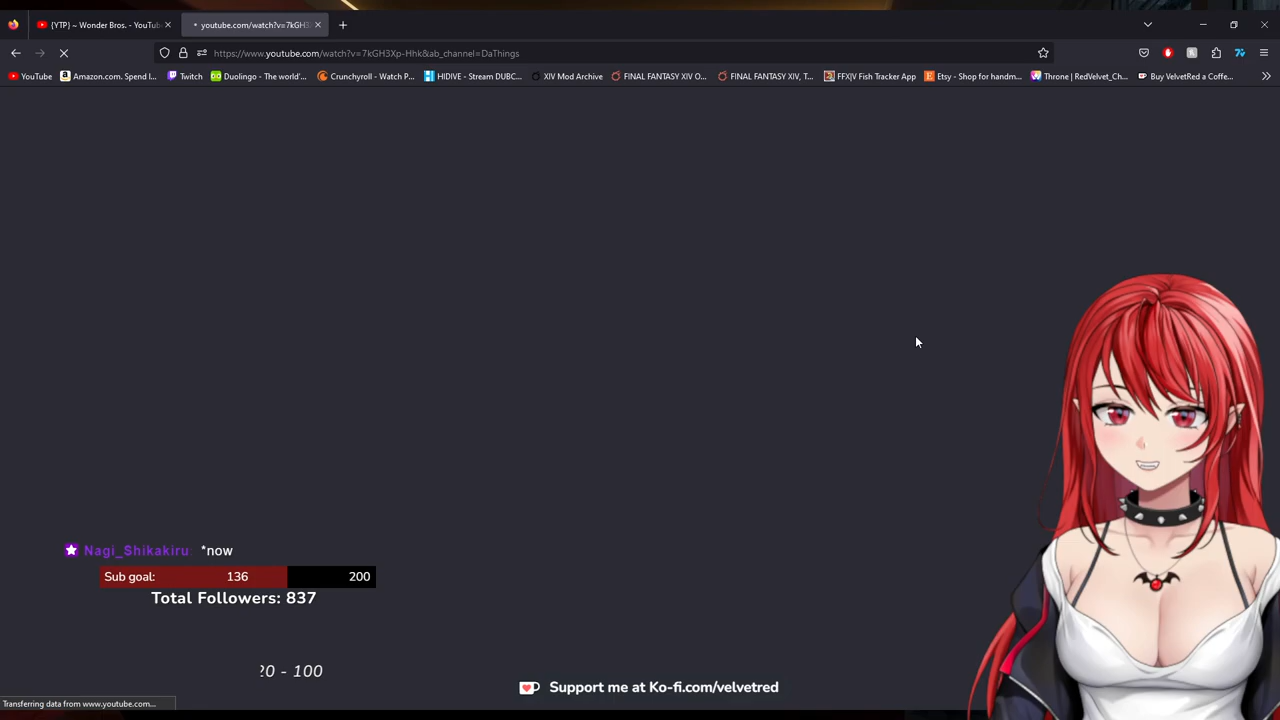 (YTP) ~ Wonder Bros. - YouTub
youtube.com/watch?v=7kGH3
https://www.youtube.com/watch?v=7kGH3Xp-Hhk&ab_channel=DaThings
YouTube Amazon.com. Spend l... Twitch Duolingo - The world'... Crunchyroll - Watch P... HIDIVE - Stream DUBC... XIV Mod Archive FINAL FANTASY XIV O... FINAL FANTASY XIV, T... FFX|V Fish Tracker App Etsy - Shop for handm... Throne | RedVelvet_Ch... Buy VelvetRed a Coffe...
Nagi_Shikakiru: *now
Sub goal: 136 200
Total Followers: 837
20 - 100
Support me at Ko-fi.com/velvetred
Transferring data from www.youtube.com...